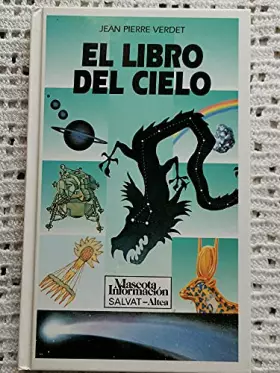 JEAN PIERRE VERDET
EL LIBRO
DEL CIELO
Mascota
Información
SALVAT-Altea